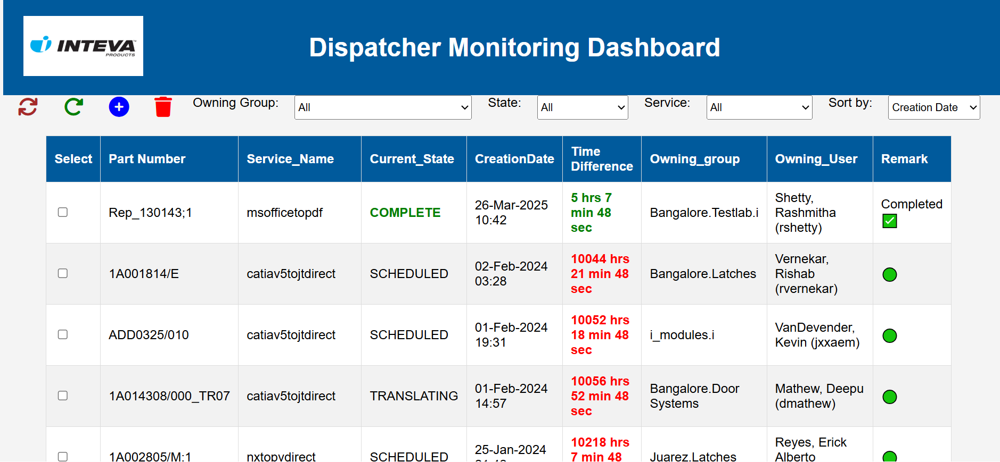 INTEVA
PRODUCTS
Dispatcher Monitoring Dashboard
Owning Group: All State: All Service: All Sort by: Creation Date
Select Part Number Service_Name Current_State CreationDate Time Difference Owning_group Owning_User Remark
Rep_130143;1 msofficetopdf COMPLETE 26-Mar-2025 10:42 5 hrs 7 min 48 sec Bangalore.Testlab.i Shetty, Rashmitha (rshetty) Completed
1A001814/E catiav5tojtdirect SCHEDULED 02-Feb-2024 03:28 10044 hrs 21 min 48 sec Bangalore.Latches Vernekar, Rishab (rvernekar)
ADD0325/010 catiav5tojtdirect SCHEDULED 01-Feb-2024 19:31 10052 hrs 18 min 48 sec i_modules.i VanDevender, Kevin (jxxaem)
1A014308/000_TR07 catiav5tojtdirect TRANSLATING 01-Feb-2024 14:57 10056 hrs 52 min 48 sec Bangalore.Door Systems Mathew, Deepu (dmathew)
1A002805/M;1 nxtopvdirect SCHEDULED 25-Jan-2024 10218 hrs 7 min 48 Juarez.Latches Reyes, Erick Alberto